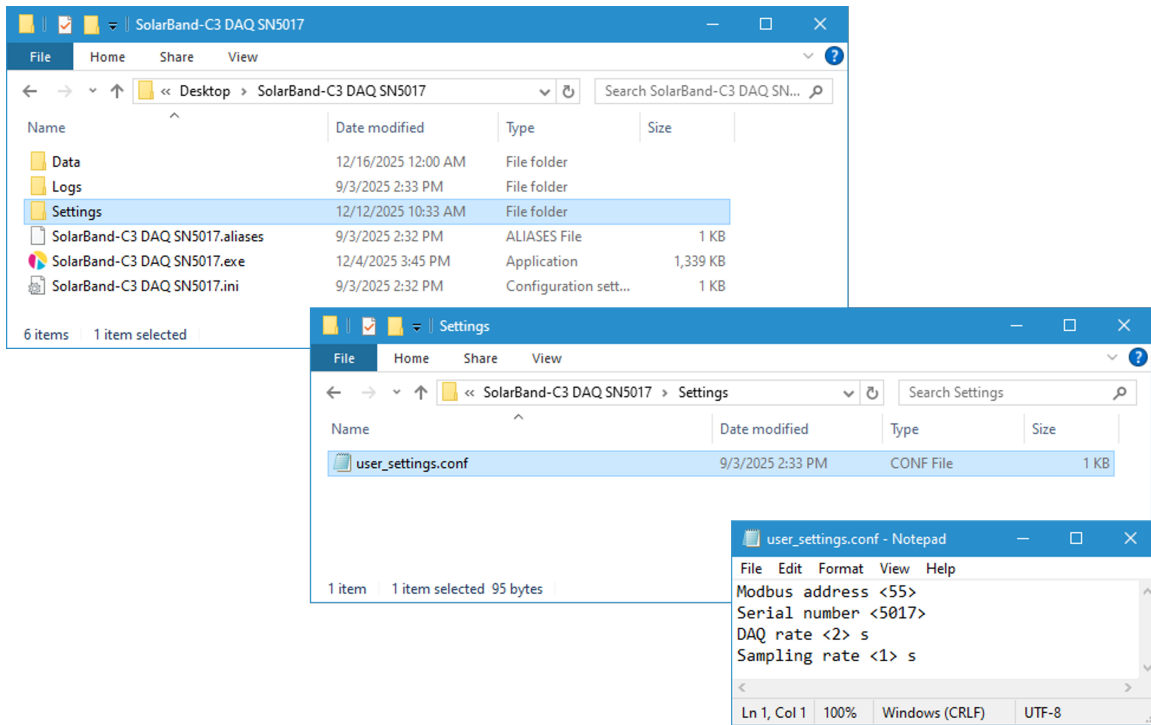 SolarBand-C3 DAQ SN5017
File Home Share View
« Desktop › SolarBand-C3 DAQ SN5017
Search SolarBand-C3 DAQ SN...
Name Date modified Type Size
Data 12/16/2025 12:00 AM File folder
Logs 9/3/2025 2:33 PM File folder
Settings 12/12/2025 10:33 AM File folder
SolarBand-C3 DAQ SN5017.aliases 9/3/2025 2:32 PM ALIASES File 1 KB
SolarBand-C3 DAQ SN5017.exe 12/4/2025 3:45 PM Application 1,339 KB
SolarBand-C3 DAQ SN5017.ini 9/3/2025 2:32 PM Configuration sett... 1 KB
6 items 1 item selected
Settings
File Home Share View
« SolarBand-C3 DAQ SN5017 › Settings
Search Settings
Name Date modified Type Size
user_settings.conf 9/3/2025 2:33 PM CONF File 1 KB
1 item 1 item selected 95 bytes
user_settings.conf - Notepad
File Edit Format View Help
Modbus address <55>
Serial number <5017>
DAQ rate <2> s
Sampling rate <1> s
Ln 1, Col 1 100% Windows (CRLF) UTF-8